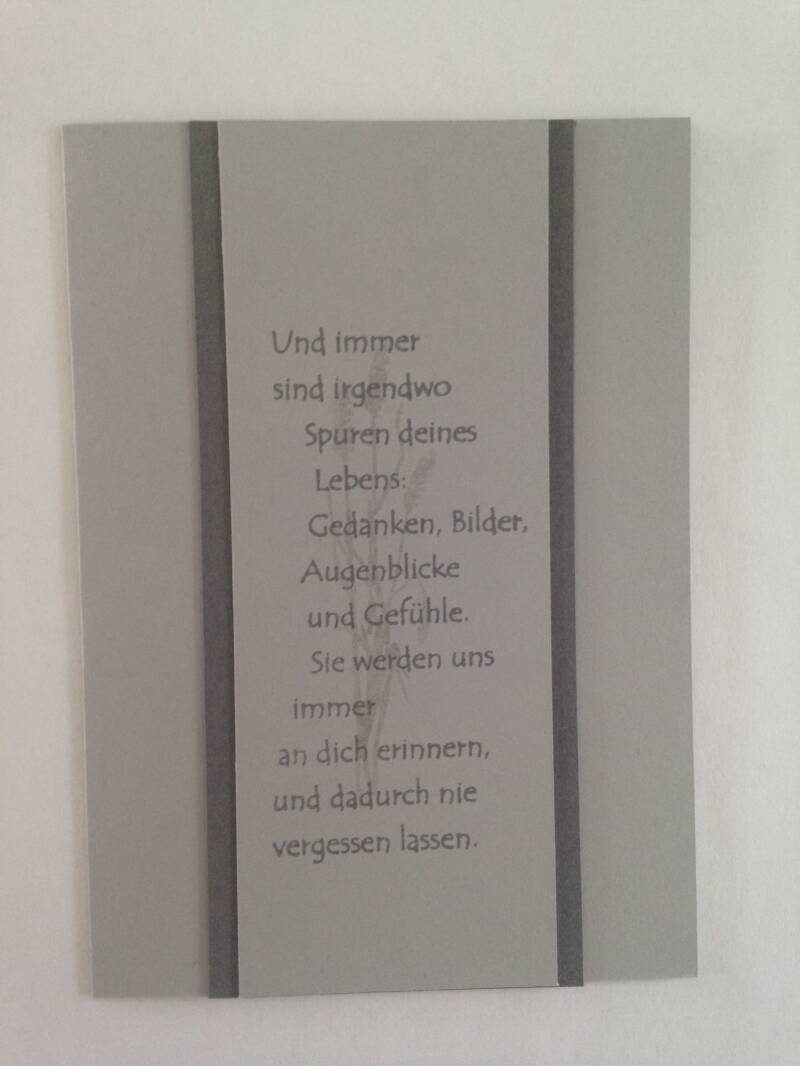 Und immer
sind irgendwo
Spuren deines
Lebens:
Gedanken, Bilder,
Augenblicke
und Gefühle.
Sie werden uns
immer
an dich erinnern,
und dadurch nie
vergessen lassen.